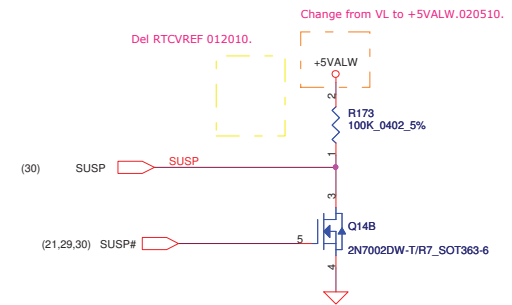 Change from VL to +5VALW.020510.
Del RTCVREF 012010.
+5VALW
2
R173
100K_0402_5%
1
(30) SUSP SUSP
3
Q14B
(21,29,30) SUSP# 5
2N7002DW-T/R7_SOT363-6
4